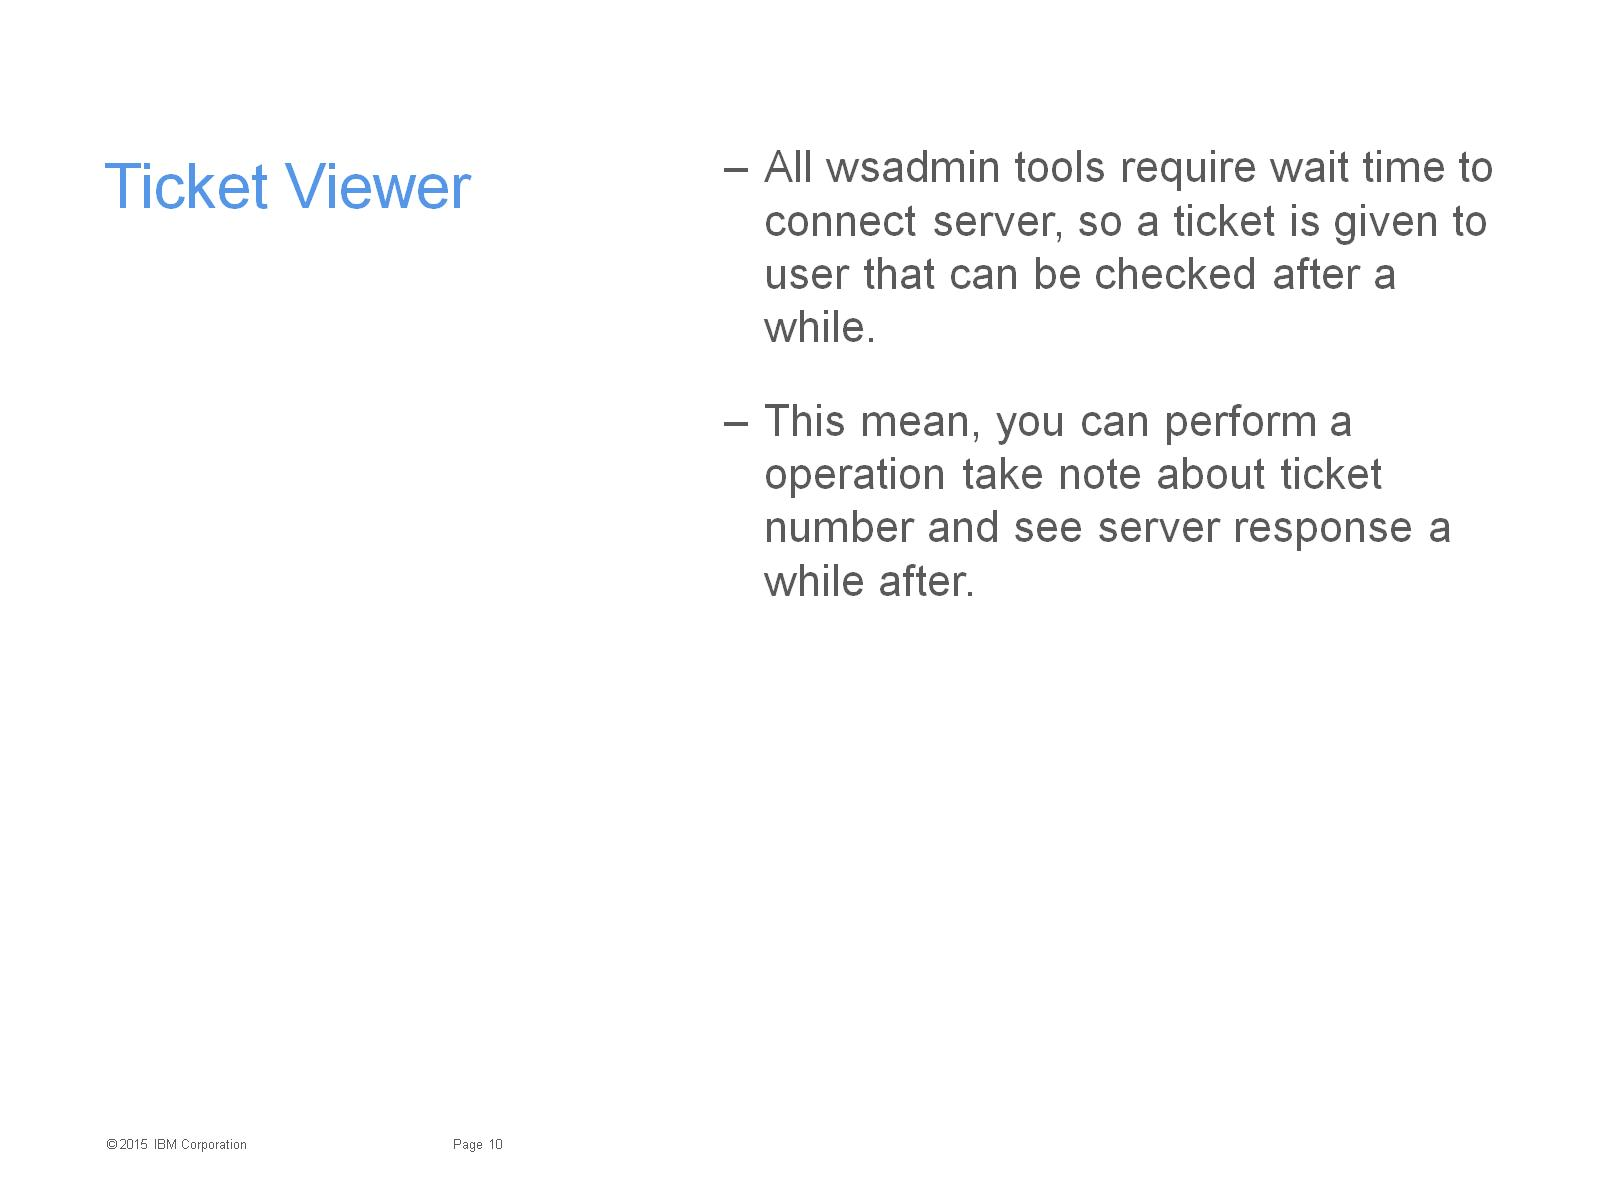 Ticket Viewer
– All wsadmin tools require wait time to
connect server, so a ticket is given to
user that can be checked after a
while.
– This mean, you can perform a
operation take note about ticket
number and see server response a
while after.
©2015 IBM Corporation
Page 10